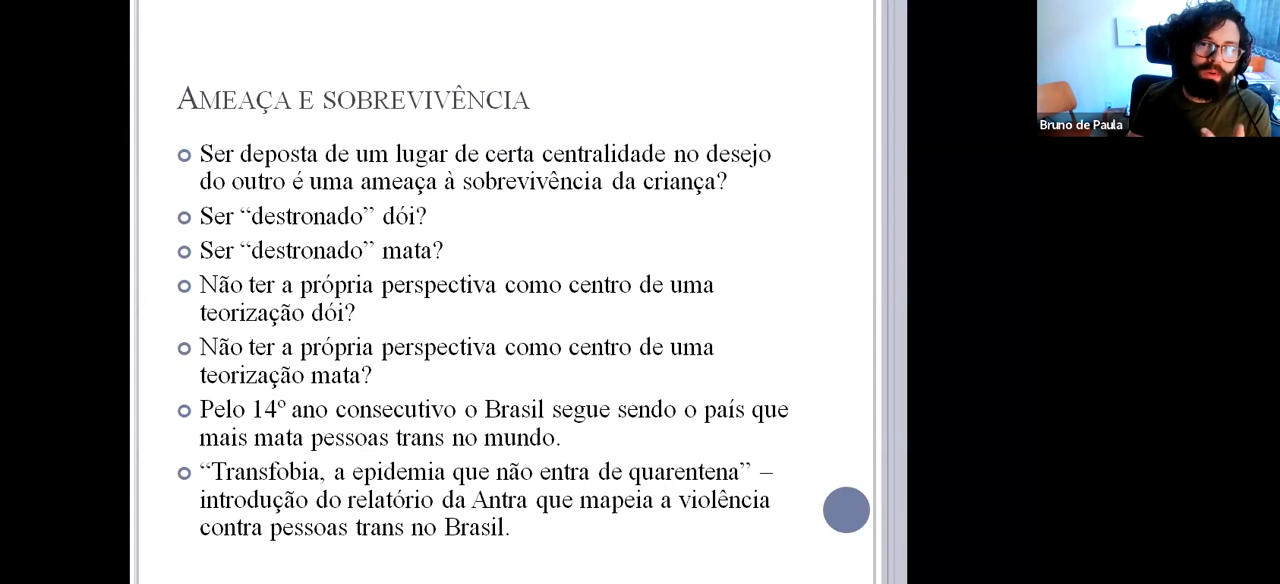 AMEAÇA E SOBREVIVÊNCIA
Ser deposta de um lugar de certa centralidade no desejo
do outro é uma ameaça à sobrevivência da criança?
Ser “destronado” dói?
Ser “destronado” mata?
Não ter a própria perspectiva como centro de uma
teorização dói?
Não ter a própria perspectiva como centro de uma
teorização mata?
Pelo 14º ano consecutivo o Brasil segue sendo o país que
mais mata pessoas trans no mundo.
“Transfobia, a epidemia que não entra de quarentena” –
introdução do relatório da Antra que mapeia a violência
contra pessoas trans no Brasil.
Bruno de Paula